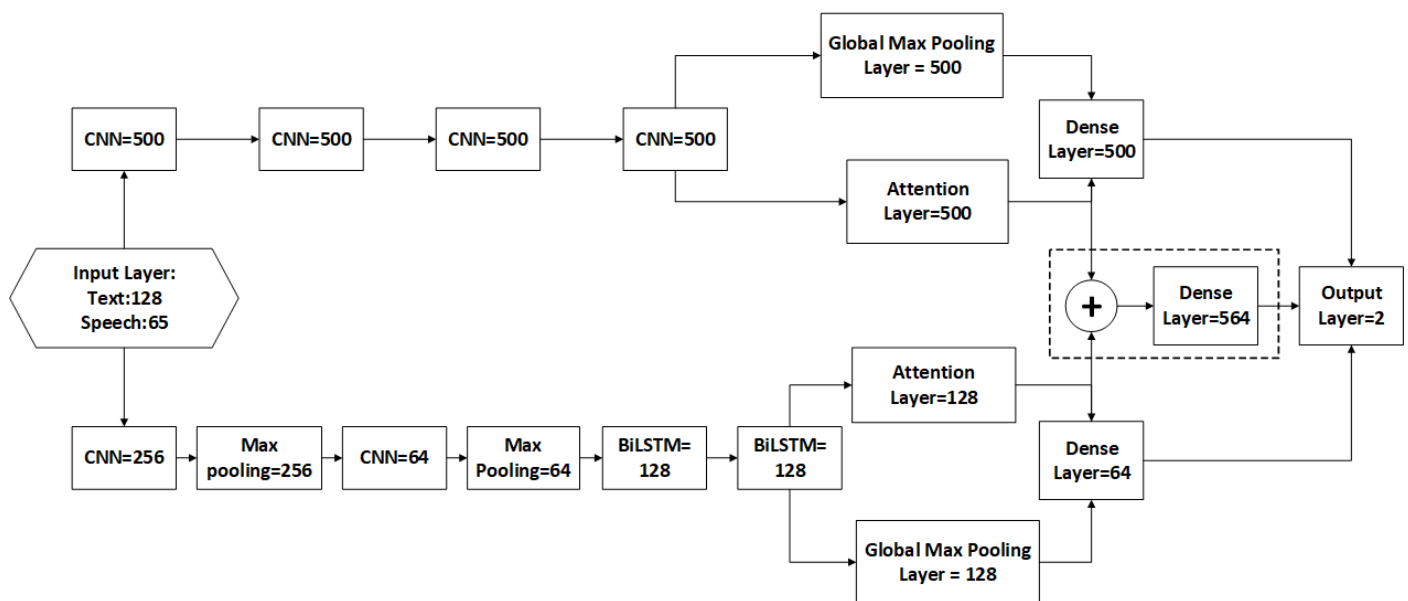 Global Max Pooling
Layer = 500
CNN=500
CNN=500
CNN=500
CNN=500
Dense
Layer=500
Attention
Layer=500
Input Layer:
Text:128
Speech:65
+
Dense
Layer=564
Output
Layer=2
Attention
Layer=128
CNN=256
Max
pooling=256
CNN=64
Max
Pooling=64
BiLSTM=
128
BiLSTM=
128
Dense
Layer=64
Global Max Pooling
Layer = 128